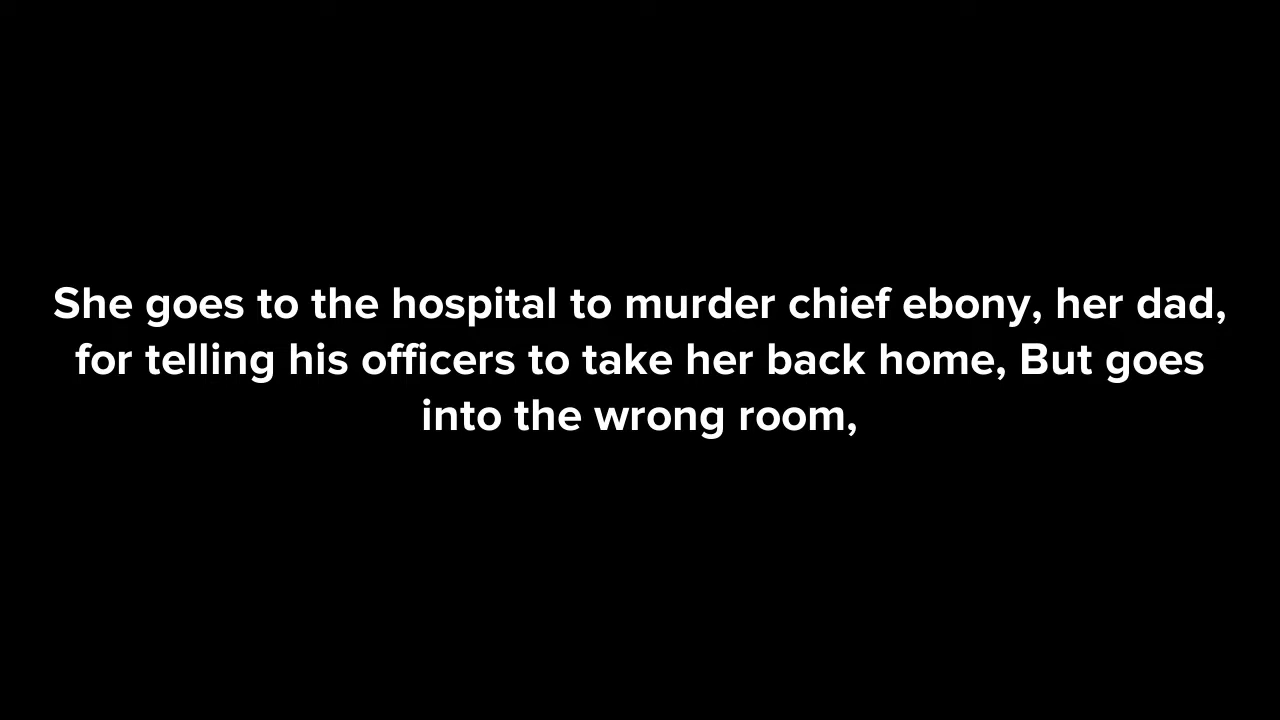 She goes to the hospital to murder chief ebony, her dad,
for telling his officers to take her back home, But goes
into the wrong room,